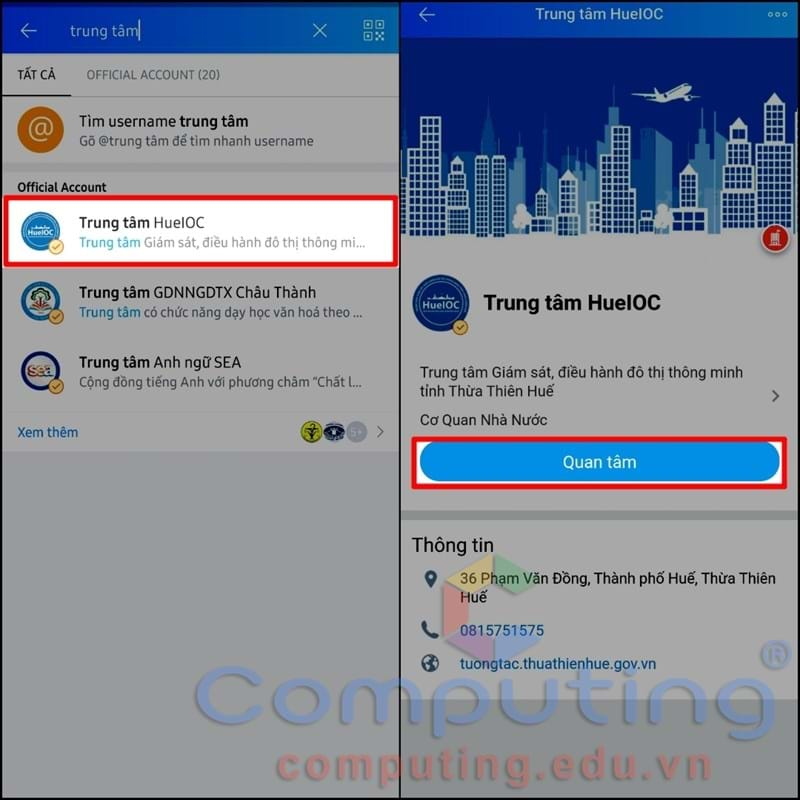 trung tâm
TẤT CẢ
OFFICIAL ACCOUNT (20)
Tìm username trung tâm
Gõ @trung tâm để tìm nhanh username
Official Account
HueIOC
Trung tâm HueIOC
Trung tâm Giám sát, điều hành đô thị thông mi...
Trung tâm GDNNGDTX Châu Thành
Trung tâm có chức năng dạy học văn hoá theo ...
sea
Trung tâm Anh ngữ SEA
Cộng đồng tiếng Anh với phương châm “Chất l...
Xem thêm
5+
Trung tâm HueIOC
HueIOC
Trung tâm HueIOC
Trung tâm Giám sát, điều hành đô thị thông minh
tỉnh Thừa Thiên Huế
Cơ Quan Nhà Nước
Quan tâm
Thông tin
36 Phạm Văn Đồng, Thành phố Huế, Thừa Thiên
Huế
0815751575
tuongtac.thuathienhue.gov.vn
Computing ®
computing.edu.vn